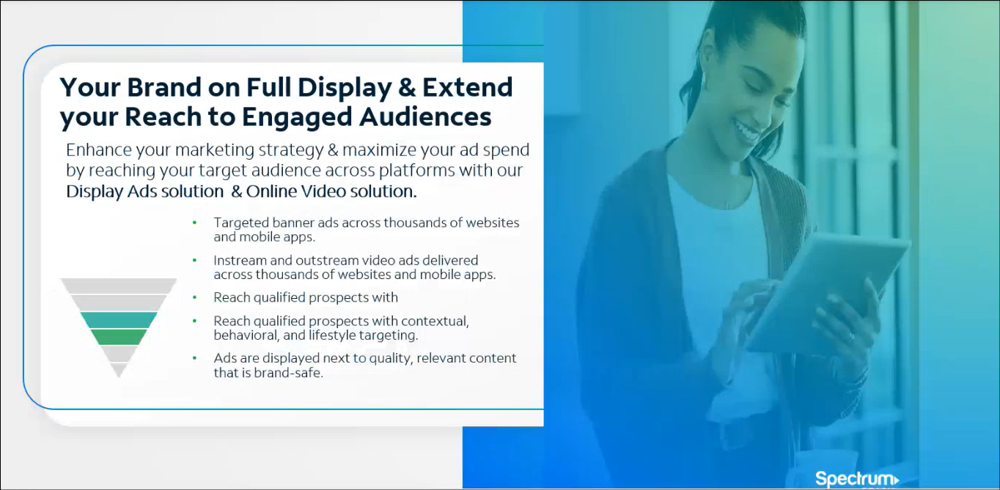 Your Brand on Full Display & Extend
your Reach to Engaged Audiences
Enhance your marketing strategy & maximize your ad spend
by reaching your target audience across platforms with our
Display Ads solution & Online Video solution.
• Targeted banner ads across thousands of websites
and mobile apps.
• Instream and outstream video ads delivered
across thousands of websites and mobile apps.
• Reach qualified prospects with
• Reach qualified prospects with contextual,
behavioral, and lifestyle targeting.
• Ads are displayed next to quality, relevant content
that is brand-safe.
Spectrum